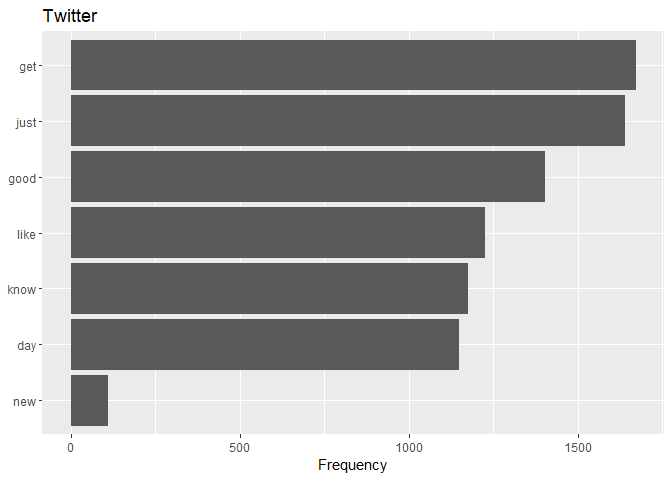 Twitter
get
just
good
like
know
day
new
0 500 1000 1500
Frequency